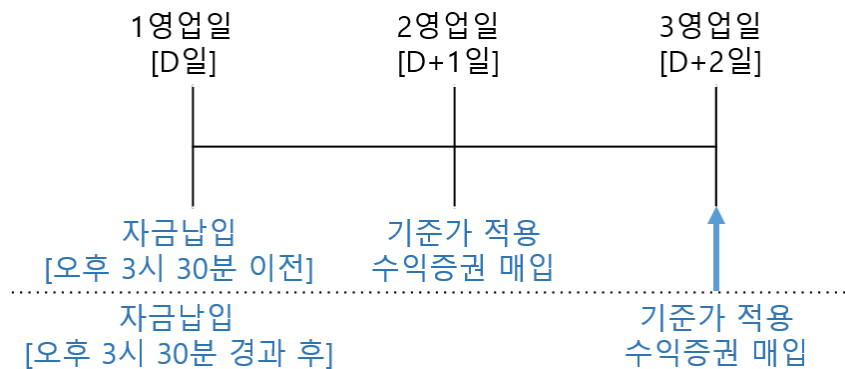 1영업일
[D일]
2영업일
[D+1일]
3영업일
[D+2일]
자금납입
[오후 3시 30분 이전]
기준가 적용
수익증권 매입
자금납입
[오후 3시 30분 경과 후]
기준가 적용
수익증권 매입